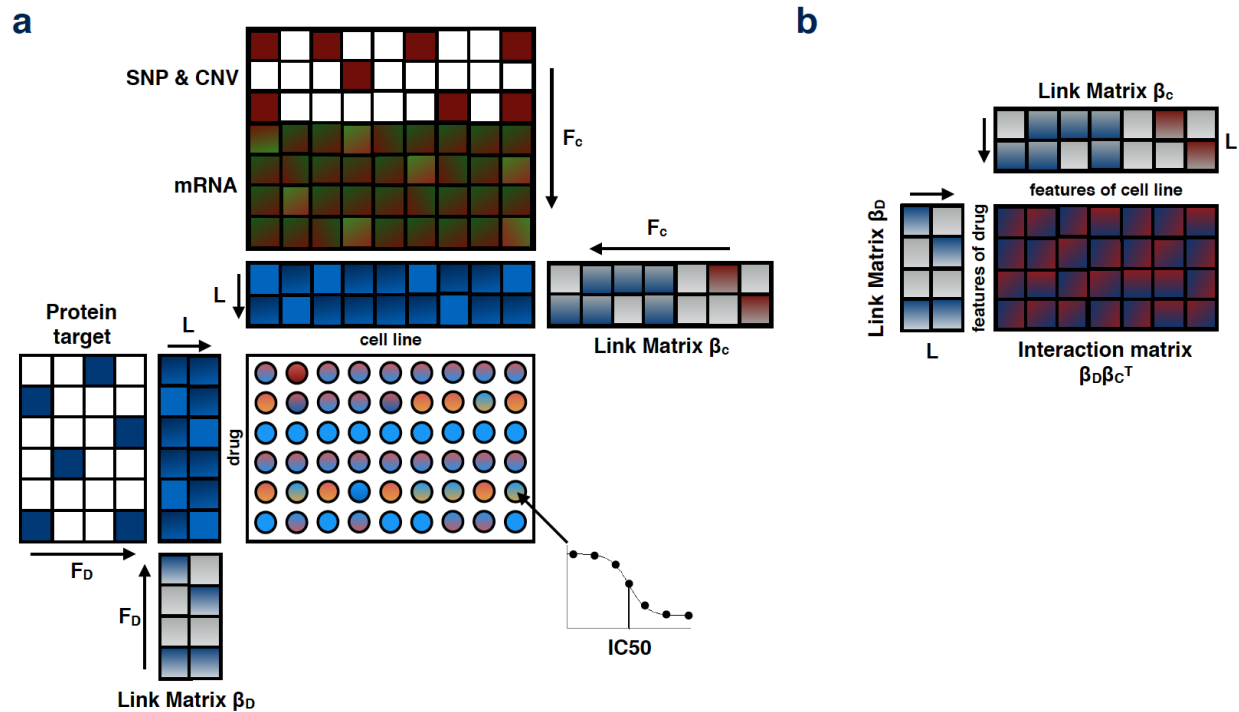 a
SNP & CNV
mRNA
Fc
Fc
L
cell line
Link Matrix βc
Protein
target
L
drug
FD
FD
Link Matrix βD
IC50
b
Link Matrix βc
L
features of cell line
Link Matrix βD
features of drug
L
Interaction matrix
βDβCT